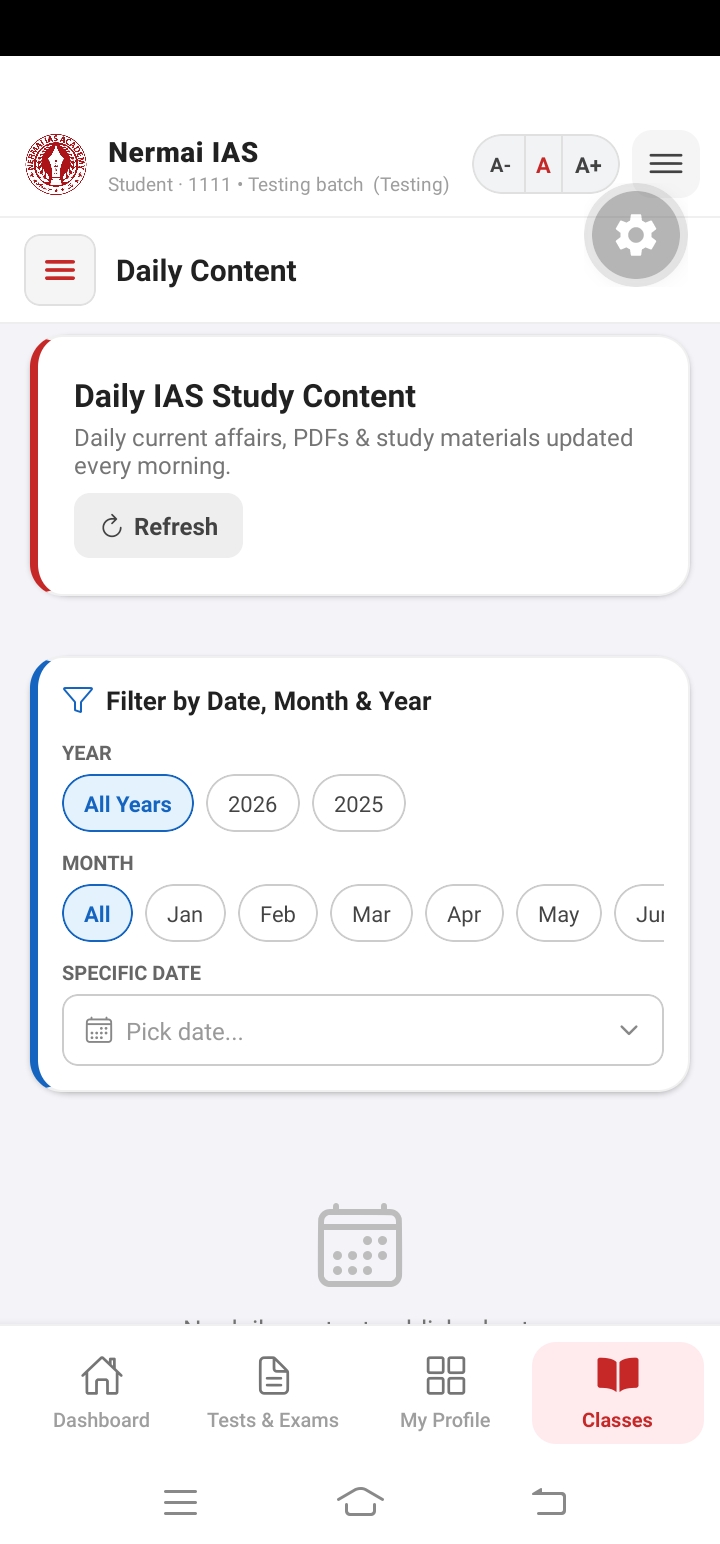 Nermai IAS
Student · 1111 • Testing batch (Testing)
A- A A+
Daily Content
Daily IAS Study Content
Daily current affairs, PDFs & study materials updated
every morning.
Refresh
Filter by Date, Month & Year
YEAR
All Years 2026 2025
MONTH
All Jan Feb Mar Apr May
SPECIFIC DATE
Pick date...
Dashboard Tests & Exams My Profile Classes